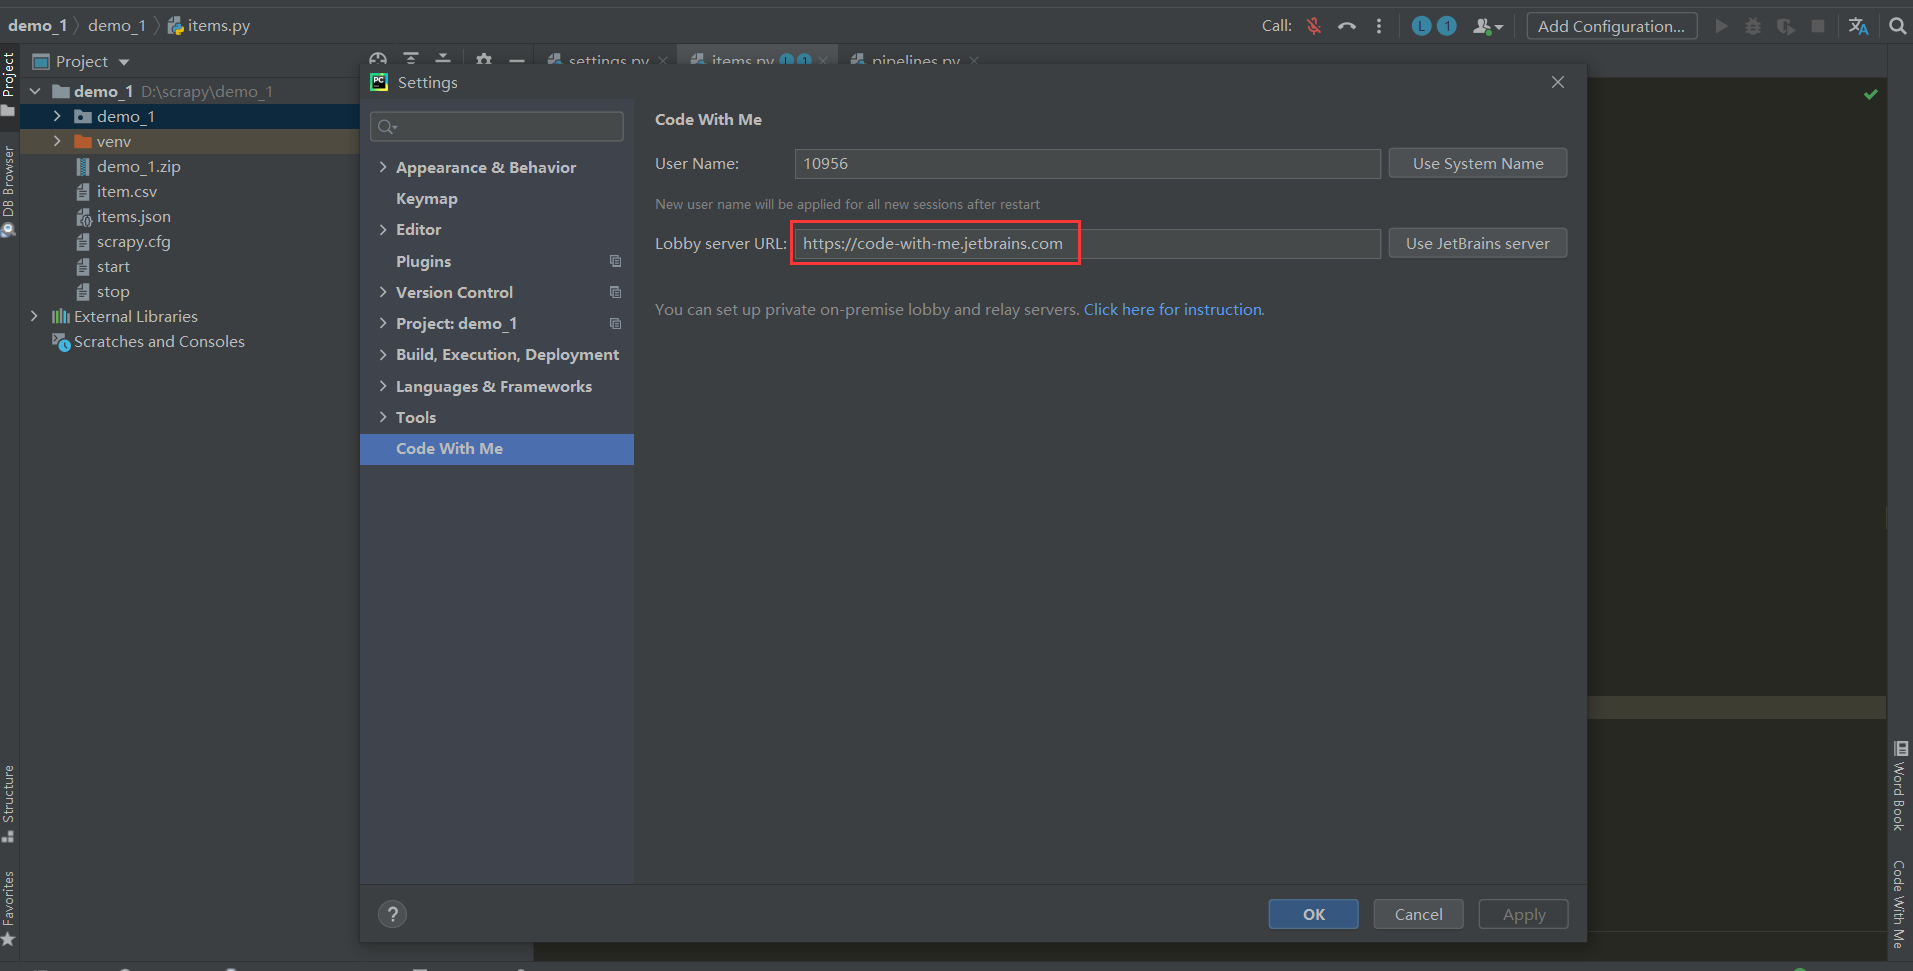 demo_1 demo_1 items.py
Call:
L 1
Add Configuration...
Project
settings.py items.py L 1 pipelines.py
demo_1 D:\scrapy\demo_1
demo_1
venv
demo_1.zip
item.csv
items.json
scrapy.cfg
start
stop
External Libraries
Scratches and Consoles
Project
DB Browser
Structure
Favorites
PC Settings
Appearance & Behavior
Keymap
Editor
Plugins
Version Control
Project: demo_1
Build, Execution, Deployment
Languages & Frameworks
Tools
Code With Me
Code With Me
User Name: 10956 Use System Name
New user name will be applied for all new sessions after restart
Lobby server URL: https://code-with-me.jetbrains.com Use JetBrains server
You can set up private on-premise lobby and relay servers. Click here for instruction.
? OK Cancel Apply
Word Book
Code With Me